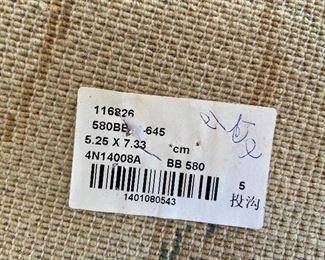 116826
580BB -645
5.25 X 7.33 *cm
4N14008A BB 580
1401080543
5
投沟